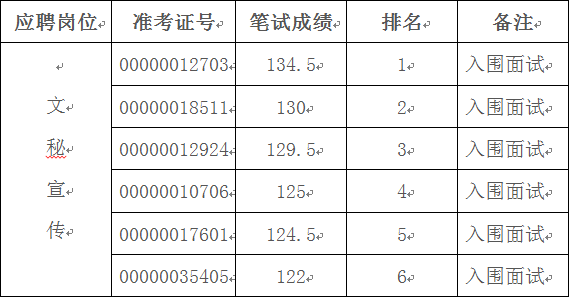 应聘岗位 准考证号 笔试成绩 排名 备注
文秘宣传
00000012703 134.5 1 入围面试
00000018511 130 2 入围面试
00000012924 129.5 3 入围面试
00000010706 125 4 入围面试
00000017601 124.5 5 入围面试
00000035405 122 6 入围面试